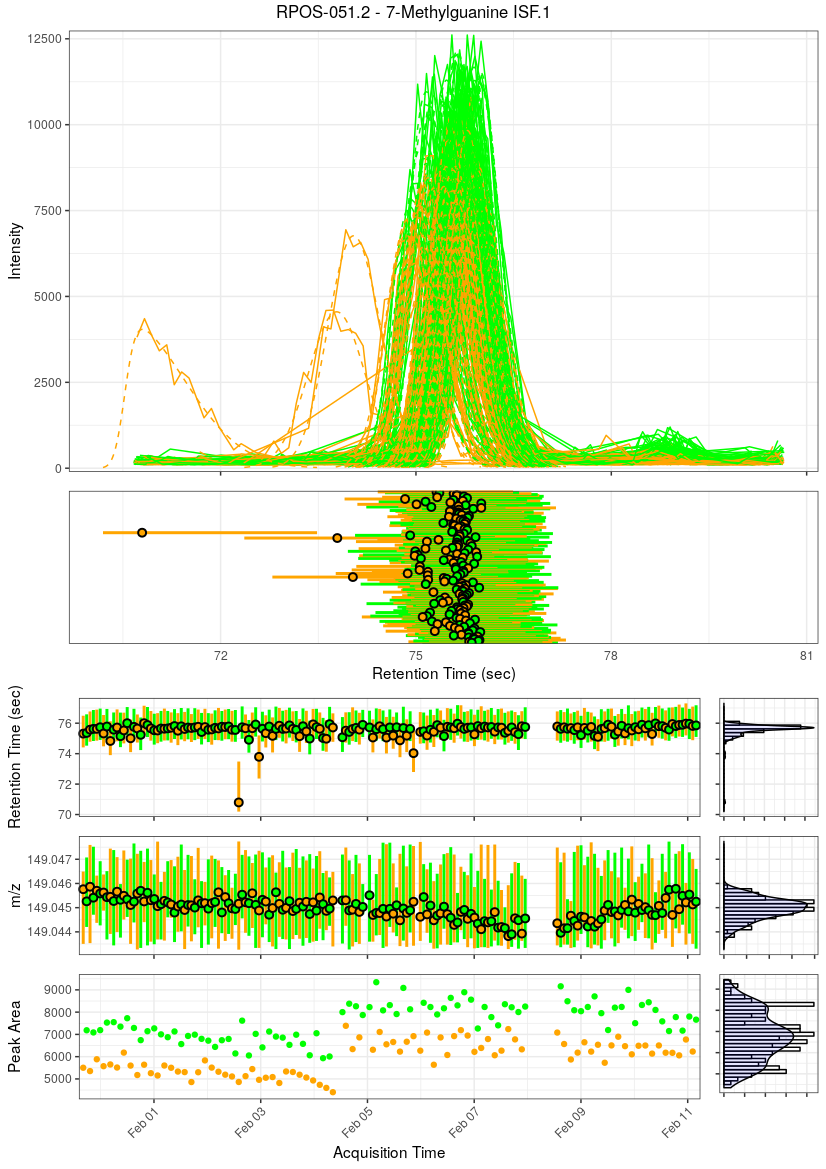 RPOS-051.2 - 7-Methylguanine ISF.1
12500
10000
7500
5000
2500
0
Intensity
72
75
78
81
Retention Time (sec)
76
74
72
70
Retention Time (sec)
149.047
149.046
149.045
149.044
m/z
9000
8000
7000
6000
5000
Peak Area
Feb 01
Feb 03
Feb 05
Feb 07
Feb 09
Feb 11
Acquisition Time